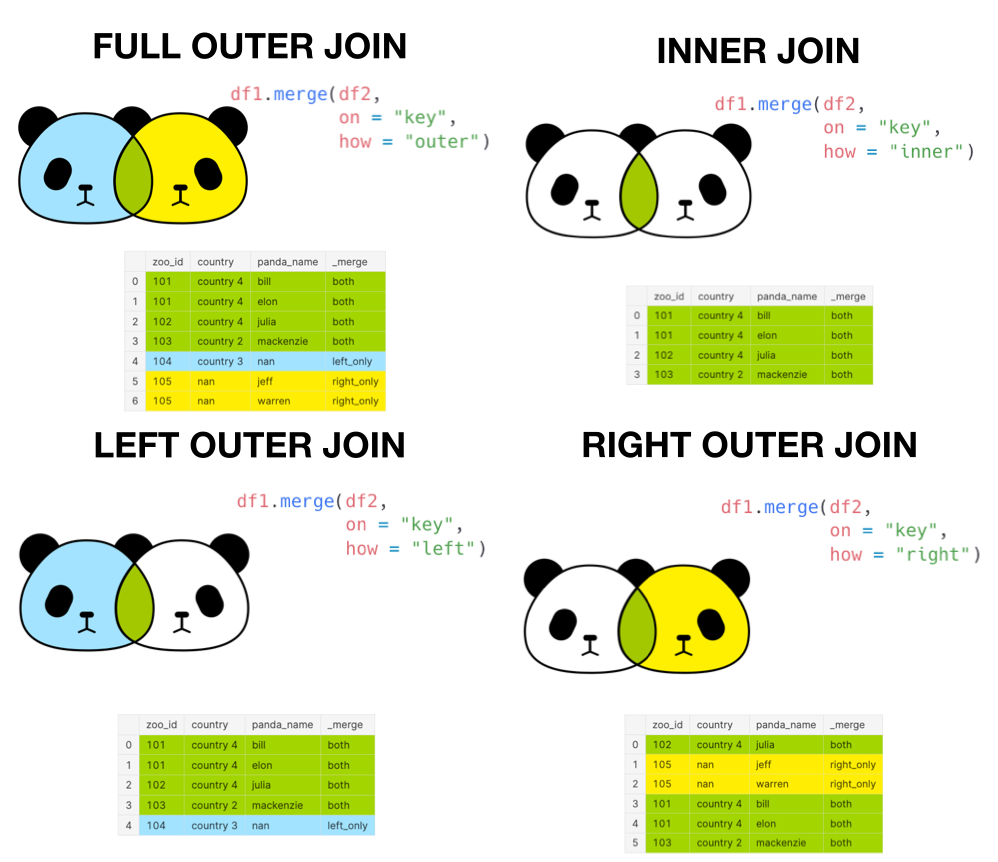 FULL OUTER JOIN
df1.merge(df2,
on = "key",
how = "outer")
zoo_id country panda_name _merge
0 101 country 4 bill both
1 101 country 4 elon both
2 102 country 4 julia both
3 103 country 2 mackenzie both
4 104 country 3 nan left_only
5 105 nan jeff right_only
6 105 nan warren right_only
INNER JOIN
df1.merge(df2,
on = "key",
how = "inner")
zoo_id country panda_name _merge
0 101 country 4 bill both
1 101 country 4 elon both
2 102 country 4 julia both
3 103 country 2 mackenzie both
LEFT OUTER JOIN
df1.merge(df2,
on = "key",
how = "left")
zoo_id country panda_name _merge
0 101 country 4 bill both
1 101 country 4 elon both
2 102 country 4 julia both
3 103 country 2 mackenzie both
4 104 country 3 nan left_only
RIGHT OUTER JOIN
df1.merge(df2,
on = "key",
how = "right")
zoo_id country panda_name _merge
0 102 country 4 julia both
1 105 nan jeff right_only
2 105 nan warren right_only
3 101 country 4 bill both
4 101 country 4 elon both
5 103 country 2 mackenzie both